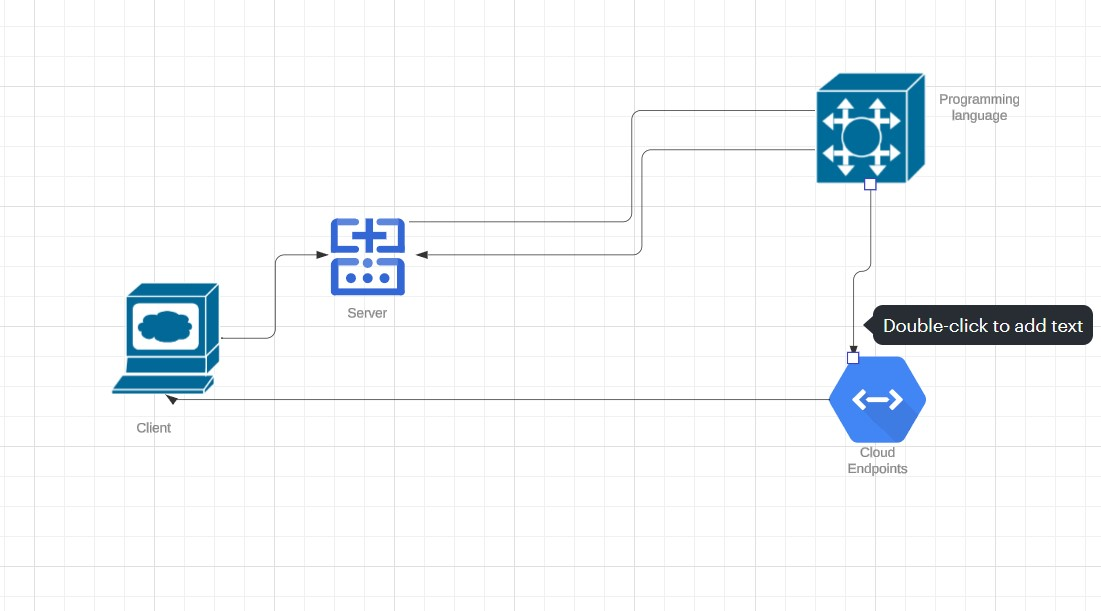 Programming
language
Server
Double-click to add text
Client
Cloud
Endpoints